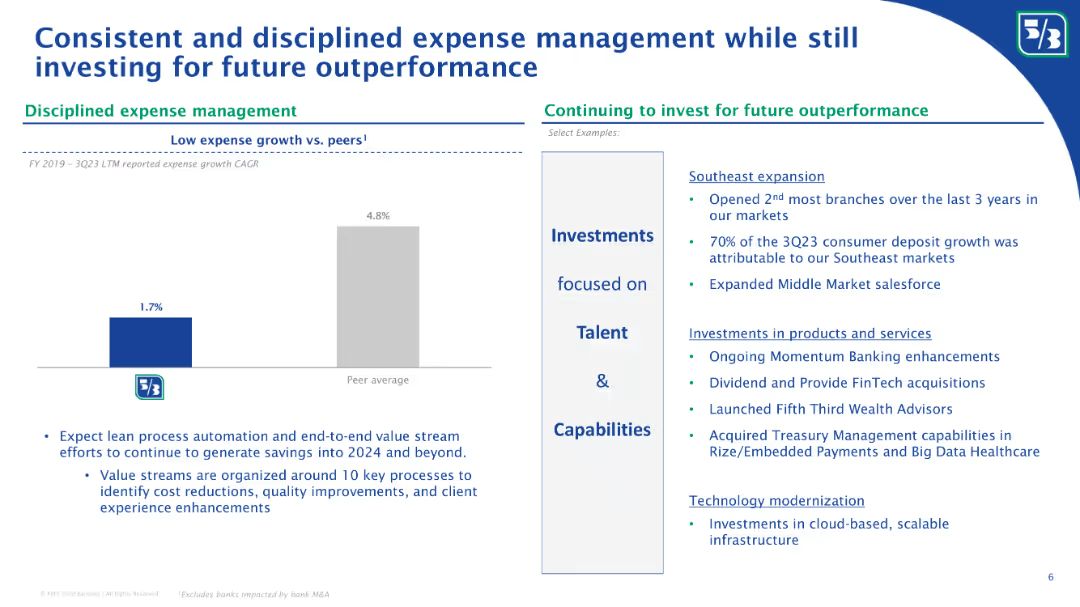 Consistent and disciplined expense management while still
investing for future outperformance
5/3
Disciplined expense management
Low expense growth vs. peers¹
FY 2019 – 3Q23 LTM reported expense growth CAGR
4.8%
1.7%
5/3
Peer average
• Expect lean process automation and end-to-end value stream
efforts to continue to generate savings into 2024 and beyond.
• Value streams are organized around 10 key processes to
identify cost reductions, quality improvements, and client
experience enhancements
Continuing to invest for future outperformance
Select Examples:
Investments
focused on
Talent
&
Capabilities
Southeast expansion
• Opened 2nd most branches over the last 3 years in
our markets
• 70% of the 3Q23 consumer deposit growth was
attributable to our Southeast markets
• Expanded Middle Market salesforce
Investments in products and services
• Ongoing Momentum Banking enhancements
• Dividend and Provide FinTech acquisitions
• Launched Fifth Third Wealth Advisors
• Acquired Treasury Management capabilities in
Rize/Embedded Payments and Big Data Healthcare
Technology modernization
• Investments in cloud-based, scalable
infrastructure
6
© Fifth Third Bancorp | All Rights Reserved
¹Excludes banks impacted by bank M&A